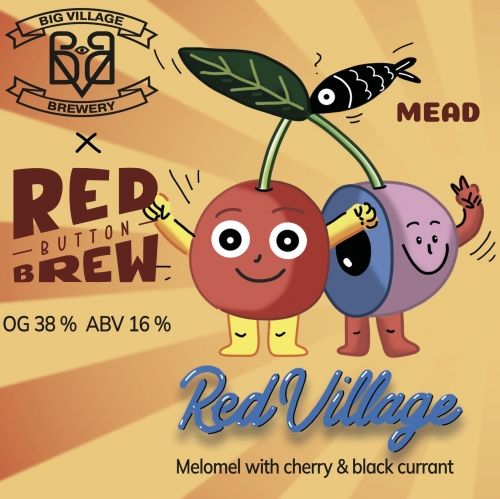 BIG VILLAGE
BREWERY
X
RED
BUTTON
BREW
OG 38 % ABV 16 %
?
MEAD
Red Village
Melomel with cherry & black currant